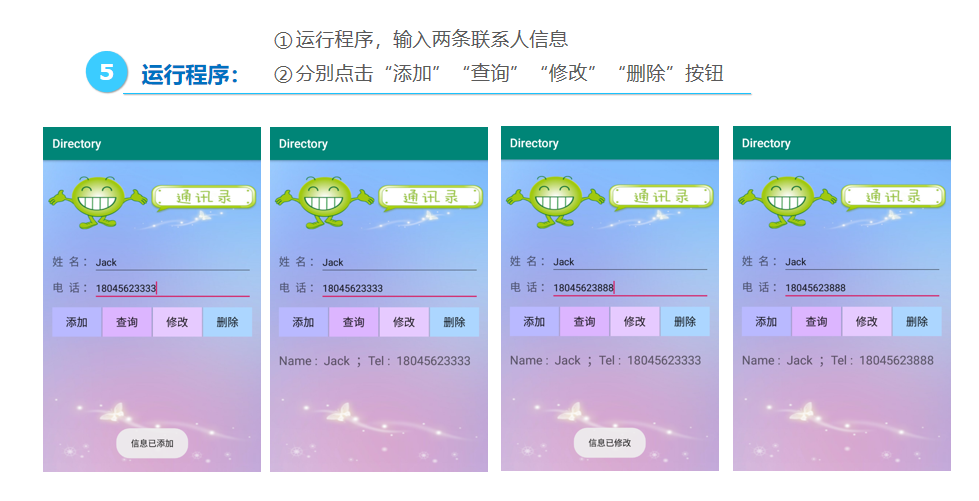 ①运行程序，输入两条联系人信息
5 运行程序：
②分别点击“添加”“查询”“修改”“删除”按钮
Directory
通讯录
姓 名： Jack
电 话： 18045623333
添加 查询 修改 删除
信息已添加
Directory
通讯录
姓 名： Jack
电 话： 18045623333
添加 查询 修改 删除
Name : Jack ；Tel : 18045623333
Directory
通讯录
姓 名： Jack
电 话： 18045623888
添加 查询 修改 删除
Name : Jack ；Tel : 18045623333
信息已修改
Directory
通讯录
姓 名： Jack
电 话： 18045623888
添加 查询 修改 删除
Name : Jack ；Tel : 18045623888